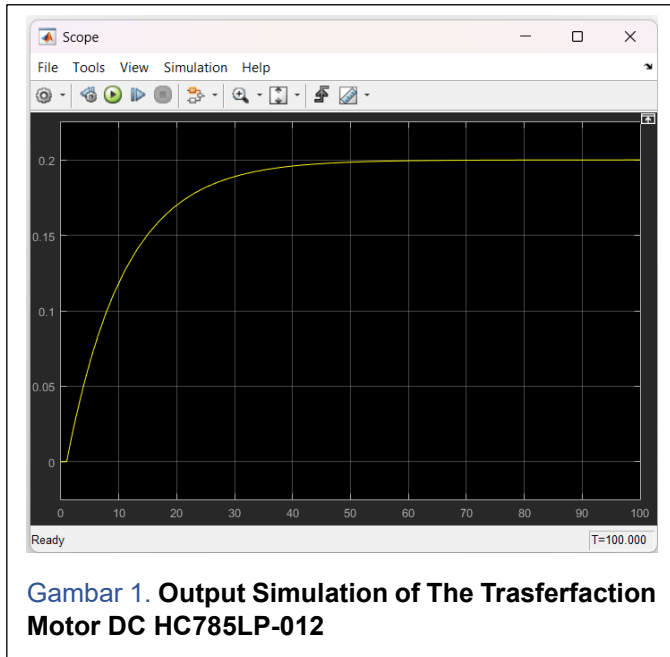 Scope
File Tools View Simulation Help
0.2
0.15
0.1
0.05
0
0 10 20 30 40 50 60 70 80 90 100
Ready T=100.000
Gambar 1. Output Simulation of The Trasferfaction
Motor DC HC785LP-012